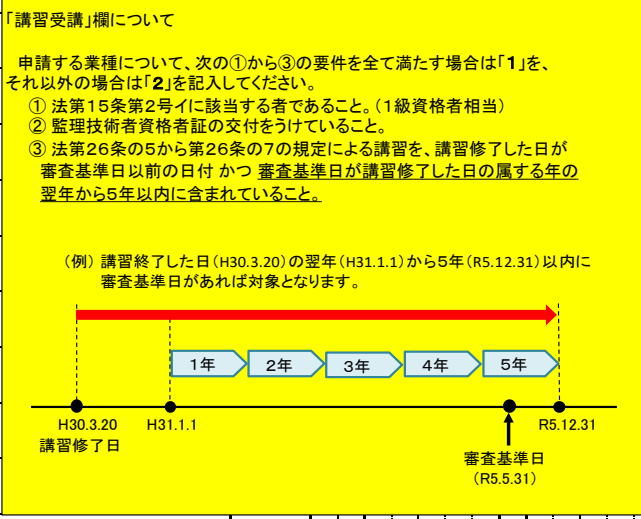 「講習受講」欄について
申請する業種について、次の①から③の要件を全て満たす場合は「1」を、
それ以外の場合は「2」を記入してください。
① 法第15条第2号イに該当する者であること。(1級資格者相当)
② 監理技術者資格者証の交付をうけていること。
③ 法第26条の5から第26条の7の規定による講習を、講習修了した日が
審査基準日以前の日付 かつ 審査基準日が講習修了した日の属する年の
翌年から5年以内に含まれていること。
(例) 講習終了した日(H30.3.20)の翌年(H31.1.1)から5年(R5.12.31)以内に
審査基準日があれば対象となります。
1年 2年 3年 4年 5年
H30.3.20 H31.1.1 R5.12.31
講習修了日
審査基準日
(R5.5.31)